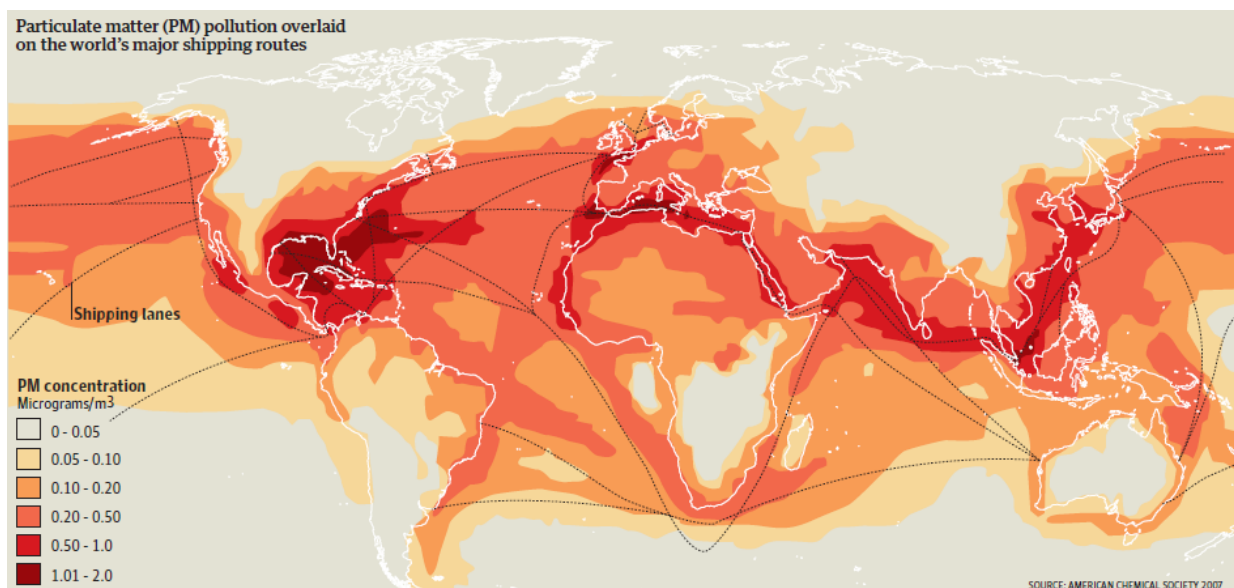 Particulate matter (PM) pollution overlaid
on the world's major shipping routes
Shipping lanes
PM concentration
Micrograms/m3
0 - 0.05
0.05 - 0.10
0.10 - 0.20
0.20 - 0.50
0.50 - 1.0
1.01 - 2.0
SOURCE: AMERICAN CHEMICAL SOCIETY 2007